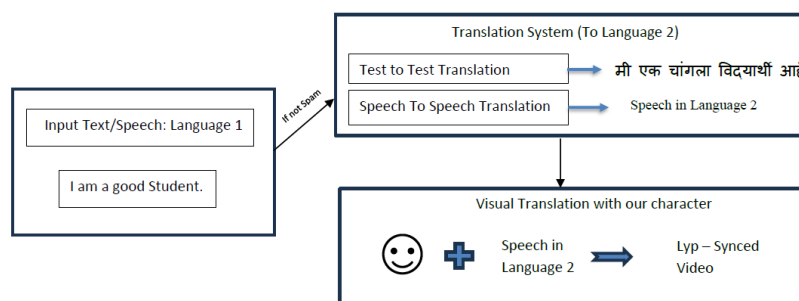 Input Text/Speech: Language 1
I am a good Student.
If not Spam
Translation System (To Language 2)
Test to Test Translation
मी एक चांगला विद्यार्थी
Speech To Speech Translation
Speech in Language 2
Visual Translation with our character
Speech in
Language 2
Lyp – Synced
Video